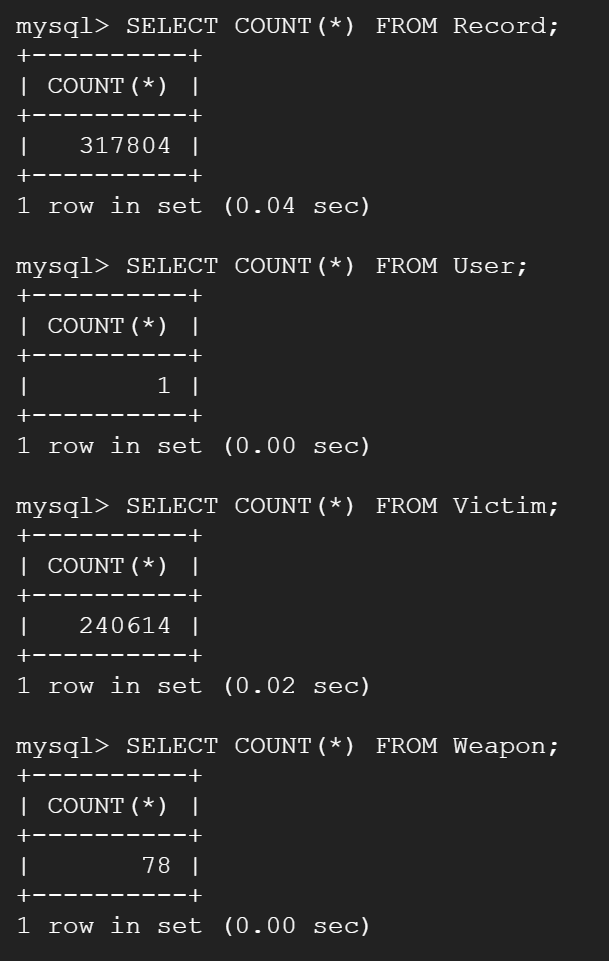 mysql> SELECT COUNT(*) FROM Record;
+----------+
| COUNT(*) |
+----------+
|   317804 |
+----------+
1 row in set (0.04 sec)

mysql> SELECT COUNT(*) FROM User;
+----------+
| COUNT(*) |
+----------+
|        1 |
+----------+
1 row in set (0.00 sec)

mysql> SELECT COUNT(*) FROM Victim;
+----------+
| COUNT(*) |
+----------+
|   240614 |
+----------+
1 row in set (0.02 sec)

mysql> SELECT COUNT(*) FROM Weapon;
+----------+
| COUNT(*) |
+----------+
|       78 |
+----------+
1 row in set (0.00 sec)